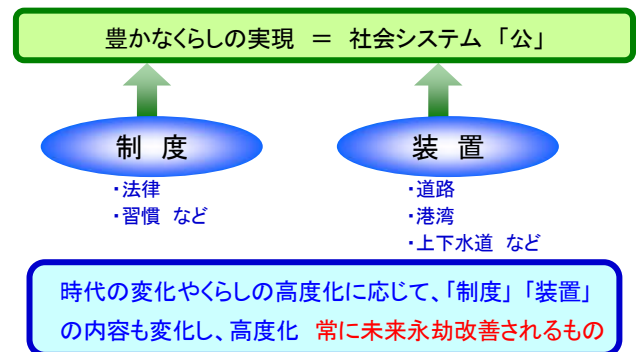 豊かなくらしの実現 ＝ 社会システム 「公」
制 度
装 置
・法律
・習慣 など
・道路
・港湾
・上下水道 など
時代の変化やくらしの高度化に応じて、「制度」「装置」
の内容も変化し、高度化 常に未来永劫改善されるもの